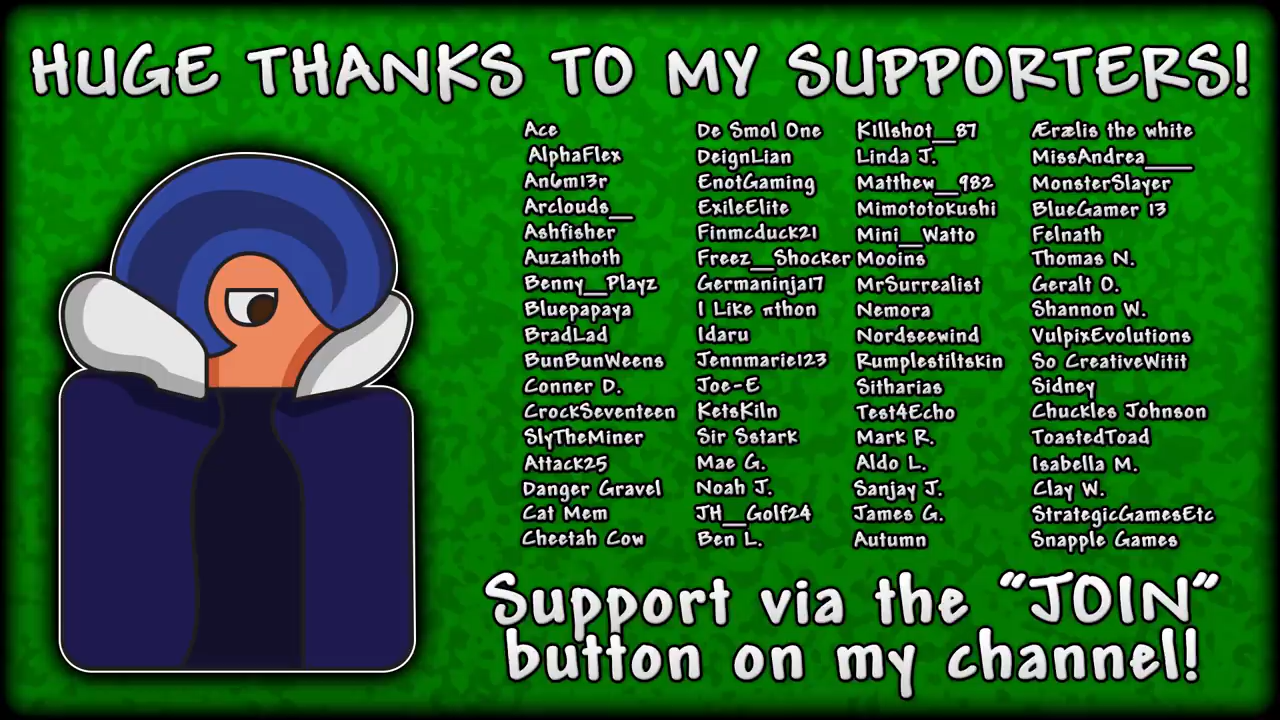 HUGE THANKS TO MY SUPPORTERS!
Ace
AlphaFlex
An6m13r
Arclouds__
Ashfisher
Auzathoth
Benny__Playz
Bluepapaya
BradLad
BunBunWeens
Conner D.
CrockSeventeen
SlyTheMiner
Attack25
Danger Gravel
Cat Mem
Cheetah Cow
De Smol One
DeignLian
EnotGaming
ExileElite
Finmcduck21
Freez__Shocker
Germaninja17
I Like πthon
Idaru
Jennmarie123
Joe-E
KetsKiln
Sir Sstark
Mae G.
Noah J.
JH__Golf24
Ben L.
Killshot__87
Linda J.
Matthew__982
Mimototokushi
Mini__Watto
Mooins
MrSurrealist
Nemora
Nordseewind
Rumplestiltskin
Sitharias
Test4Echo
Mark R.
Aldo L.
Sanjay J.
James G.
Autumn
Ærælis the white
MissAndrea____
MonsterSlayer
BlueGamer 13
Felnath
Thomas N.
Geralt O.
Shannon W.
VulpixEvolutions
So CreativeWitit
Sidney
Chuckles Johnson
ToastedToad
Isabella M.
Clay W.
StrategicGamesEtc
Snapple Games
Support via the “JOIN”
button on my channel!